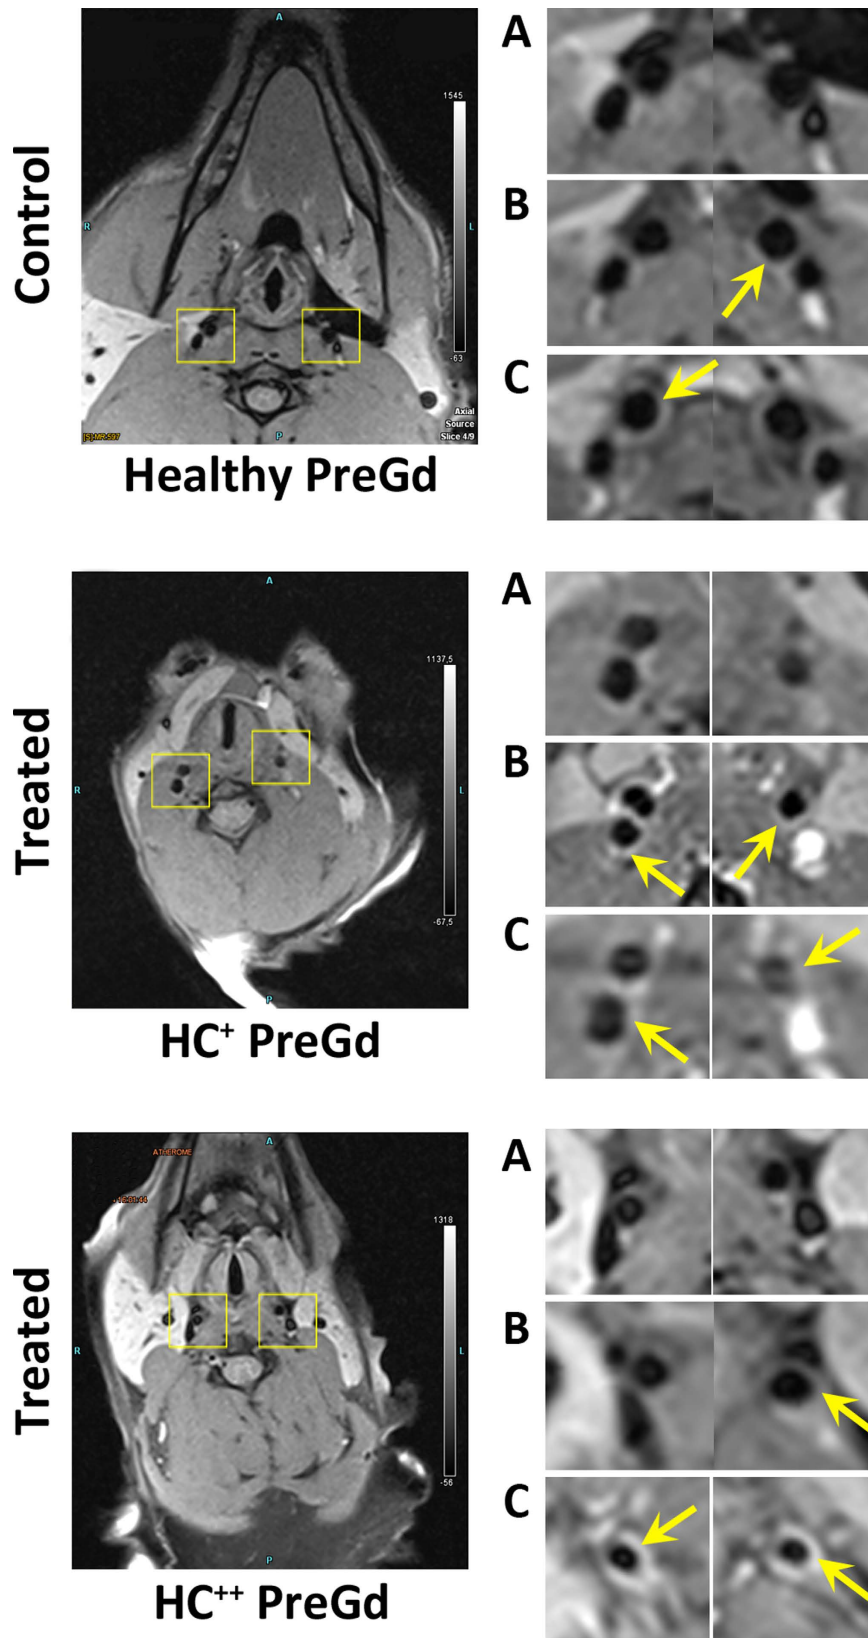 Control
A
1545
R
L
-63
Axial
Source
Slice 4/9
P
Healthy PreGd
A
B
C
Treated
A
1137,5
R
L
-67,5
P
HC⁺ PreGd
A
B
C
Treated
A
ATHEROME
1318
R
L
-56
P
HC⁺⁺ PreGd
A
B
C